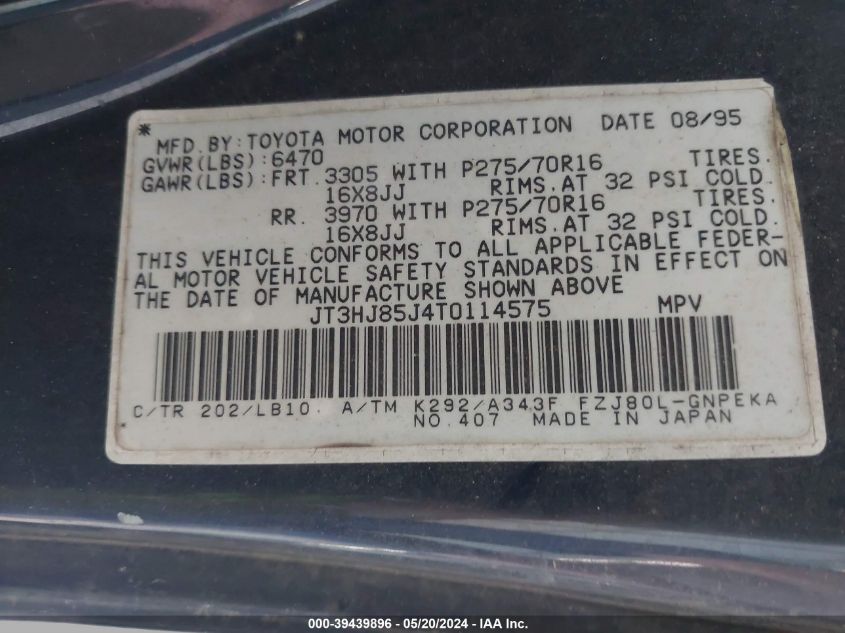 * MFD.BY:TOYOTA MOTOR CORPORATION DATE 08/95
GVWR(LBS):6470
GAWR(LBS):FRT. 3305 WITH P275/70R16 TIRES.
16X8JJ RIMS.AT 32 PSI COLD.
RR. 3970 WITH P275/70R16 TIRES.
16X8JJ RIMS.AT 32 PSI COLD.
THIS VEHICLE CONFORMS TO ALL APPLICABLE FEDER-
AL MOTOR VEHICLE SAFETY STANDARDS IN EFFECT ON
THE DATE OF MANUFACTURE SHOWN ABOVE
JT3HJ85J4T0114575 MPV
C/TR 202/LB10. A/TM K292/A343F FZJ80L-GNPEKA
NO.407 MADE IN JAPAN
000-39439896 - 05/20/2024 - IAA Inc.